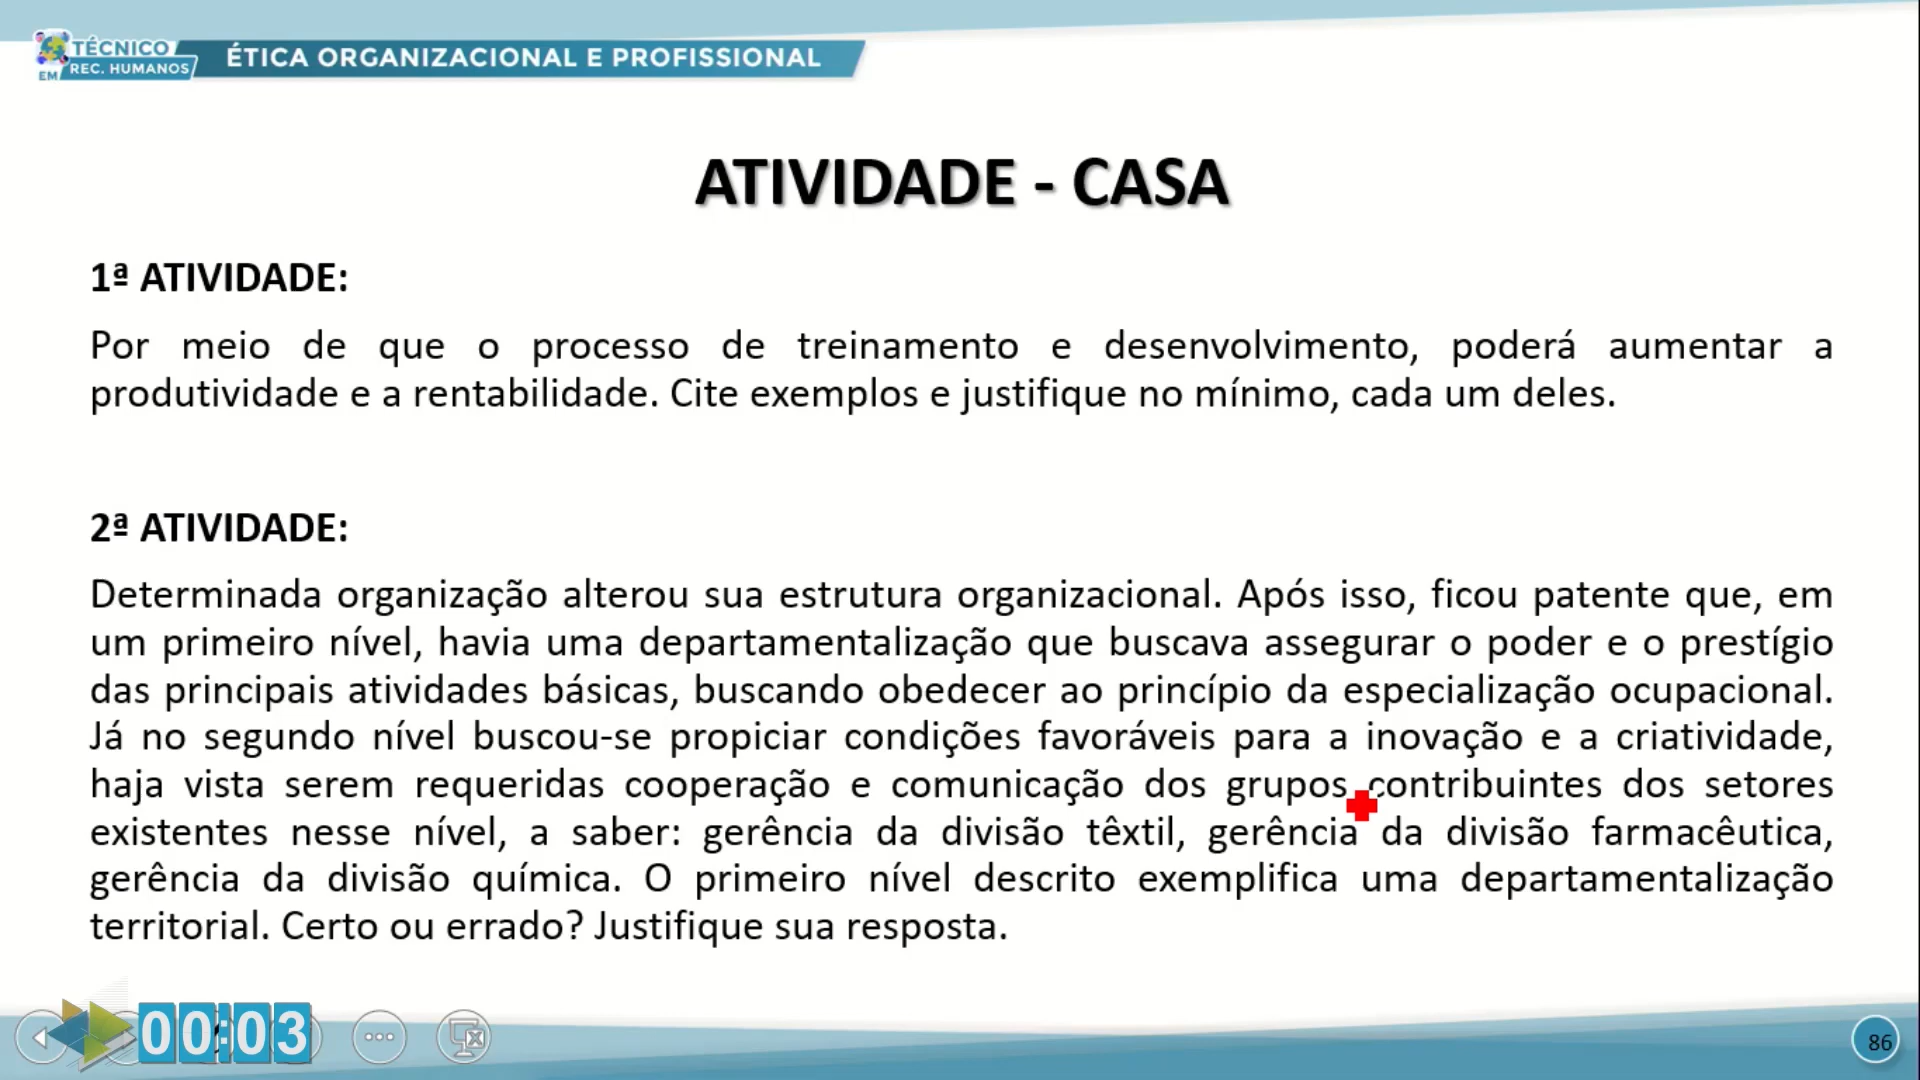 TÉCNICO
EM REC. HUMANOS
ÉTICA ORGANIZACIONAL E PROFISSIONAL
ATIVIDADE - CASA
1ª ATIVIDADE:
Por meio de que o processo de treinamento e desenvolvimento, poderá aumentar a
produtividade e a rentabilidade. Cite exemplos e justifique no mínimo, cada um deles.
2ª ATIVIDADE:
Determinada organização alterou sua estrutura organizacional. Após isso, ficou patente que, em
um primeiro nível, havia uma departamentalização que buscava assegurar o poder e o prestígio
das principais atividades básicas, buscando obedecer ao princípio da especialização ocupacional.
Já no segundo nível buscou-se propiciar condições favoráveis para a inovação e a criatividade,
haja vista serem requeridas cooperação e comunicação dos grupos contribuintes dos setores
existentes nesse nível, a saber: gerência da divisão têxtil, gerência da divisão farmacêutica,
gerência da divisão química. O primeiro nível descrito exemplifica uma departamentalização
territorial. Certo ou errado? Justifique sua resposta.
00:03
86